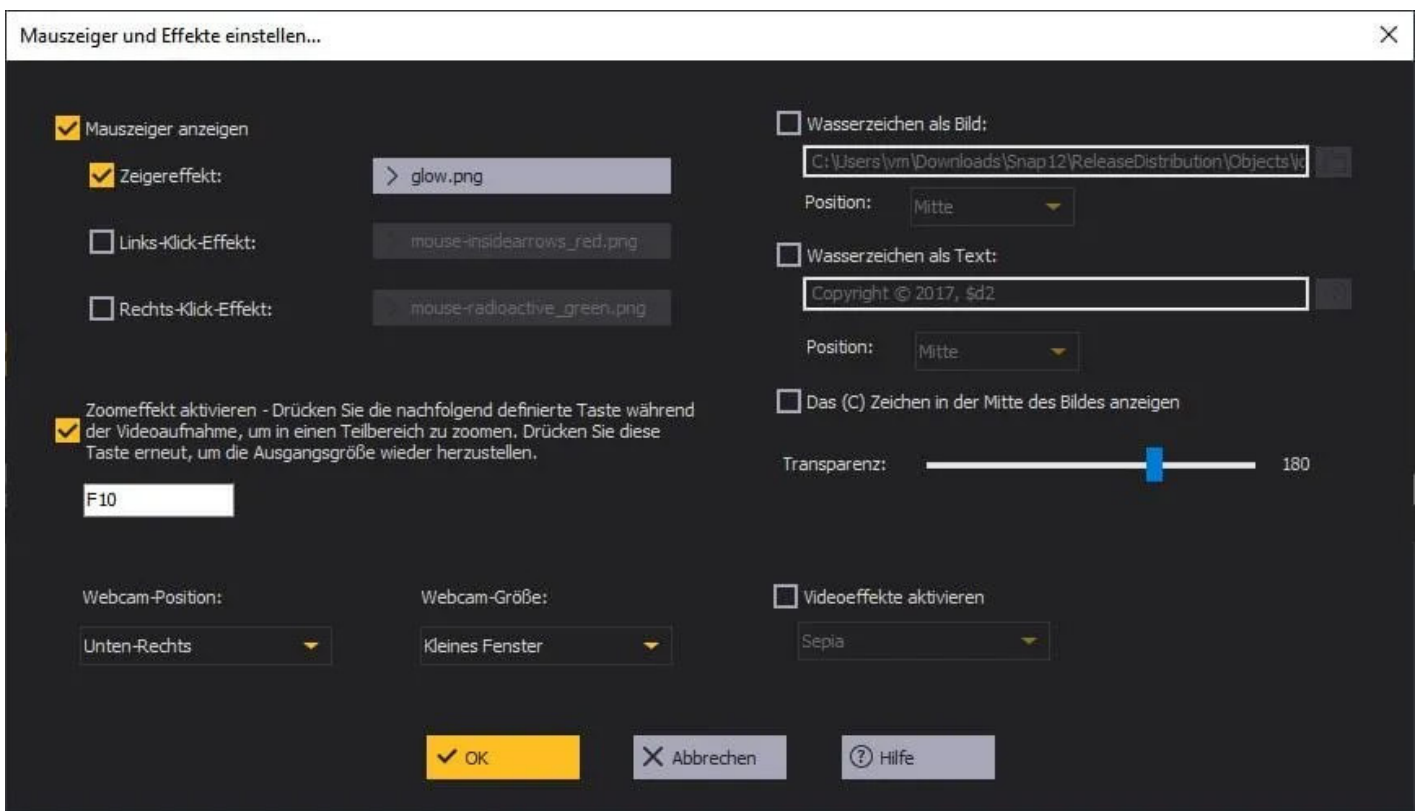 Mauszeiger und Effekte einstellen...
Mauszeiger anzeigen
Zeigereffekt:
glow.png
Links-Klick-Effekt:
mouse-insidearrows_red.png
Rechts-Klick-Effekt:
mouse-radioactive_green.png
Zoomeffekt aktivieren - Drücken Sie die nachfolgend definierte Taste während
der Videoaufnahme, um in einen Teilbereich zu zoomen. Drücken Sie diese
Taste erneut, um die Ausgangsgröße wieder herzustellen.
F10
Webcam-Position:
Unten-Rechts
Webcam-Größe:
Kleines Fenster
Wasserzeichen als Bild:
C:\Users\vm\Downloads\Snap12\ReleaseDistribution\Objects\
Position:
Mitte
Wasserzeichen als Text:
Copyright © 2017, $d2
Position:
Mitte
Das (C) Zeichen in der Mitte des Bildes anzeigen
Transparenz:
180
Videoeffekte aktivieren
Sepia
OK
Abbrechen
Hilfe